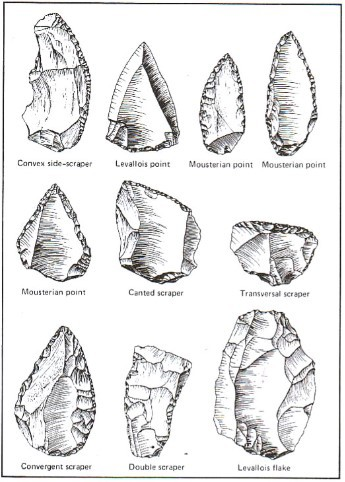 Convex side-scraper
Levallois point
Mousterian point
Mousterian point
Mousterian point
Canted scraper
Transversal scraper
Convergent scraper
Double scraper
Levallois flake